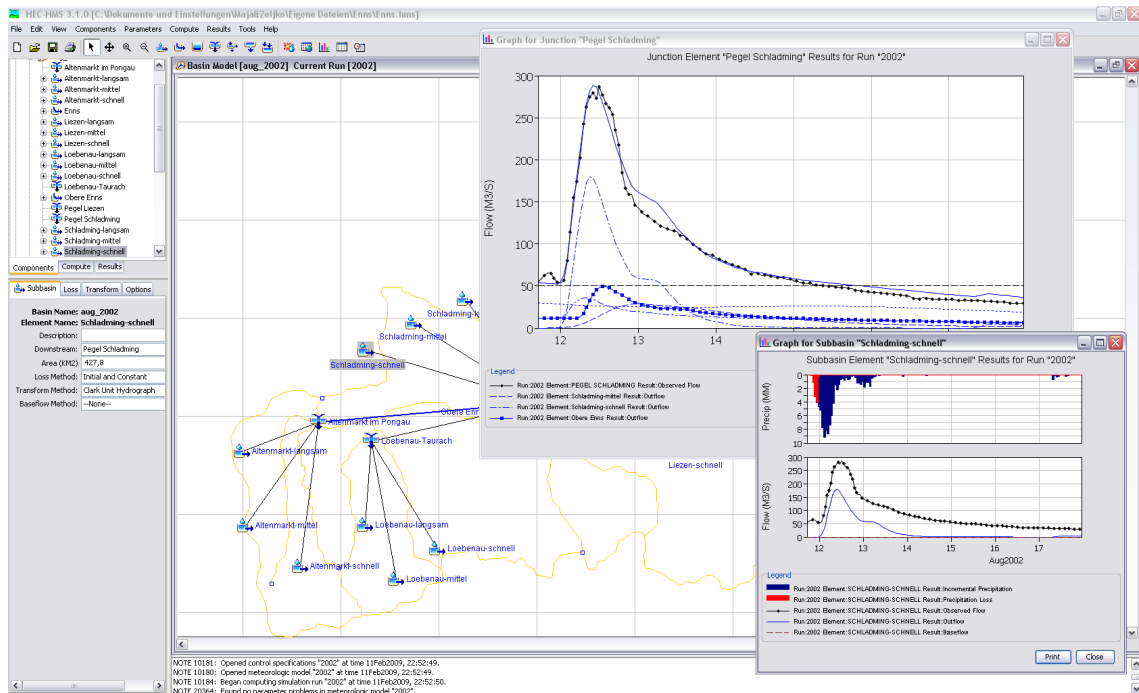 HEC-HMS 3.1.0 [C:\Dokumente und Einstellungen\Maja&Zeljko\Eigene Dateien\Enns\Enns.hms]
File Edit View Components Parameters Compute Results Tools Help
Altenmarkt im Pongau
Altenmarkt-langsam
Altenmarkt-mittel
Altenmarkt-schnell
Enns
Liezen-langsam
Liezen-mittel
Liezen-schnell
Loebenau-langsam
Loebenau-mittel
Loebenau-schnell
Loebenau-Taurach
Obere Enns
Pegel Liezen
Pegel Schladming
Schladming-langsam
Schladming-mittel
Schladming-schnell
Components Compute Results
Subbasin Loss Transform Options
Basin Name: aug_2002
Element Name: Schladming-schnell
Description:
Downstream: Pegel Schladming
Area (KM2) 427,8
Loss Method: Initial and Constant
Transform Method: Clark Unit Hydrograph
Baseflow Method: --None--
Basin Model [aug_2002] Current Run [2002]
Schladming-mittel
Schladming-schnell
Altenmarkt im Pongau
Loebenau-Taurach
Altenmarkt-langsam
Liezen-schnell
Altenmarkt-mittel
Loebenau-langsam
Loebenau-schnell
Altenmarkt-schnell
Loebenau-mittel
Graph for Junction "Pegel Schladming"
Junction Element "Pegel Schladming" Results for Run "2002"
Flow (M3/S)
300
250
200
150
100
50
0
12 13 14
Legend
Run:2002 Element:PEGEL SCHLADMING Result:Observed Flow
Run:2002 Element:Schladming-mittel Result:Outflow
Run:2002 Element:Schladming-schnell Result:Outflow
Run:2002 Element:Obere Enns Result:Outflow
Graph for Subbasin "Schladming-schnell"
Subbasin Element "Schladming-schnell" Results for Run "2002"
Precip (MM)
0
2
4
6
8
10
Flow (M3/S)
300
250
200
150
100
50
0
12 13 14 15 16 17
Aug2002
Legend
Run:2002 Element:SCHLADMING-SCHNELL Result:Incremental Precipitation
Run:2002 Element:SCHLADMING-SCHNELL Result:Precipitation Loss
Run:2002 Element:SCHLADMING-SCHNELL Result:Observed Flow
Run:2002 Element:SCHLADMING-SCHNELL Result:Outflow
Run:2002 Element:SCHLADMING-SCHNELL Result:Baseflow
Print Close
NOTE 10181: Opened control specifications "2002" at time 11Feb2009, 22:52:49.
NOTE 10180: Opened meteorologic model "2002" at time 11Feb2009, 22:52:49.
NOTE 10184: Began computing simulation run "2002" at time 11Feb2009, 22:52:50.
NOTE 20364: Found no parameter problems in meteorologic model "2002".